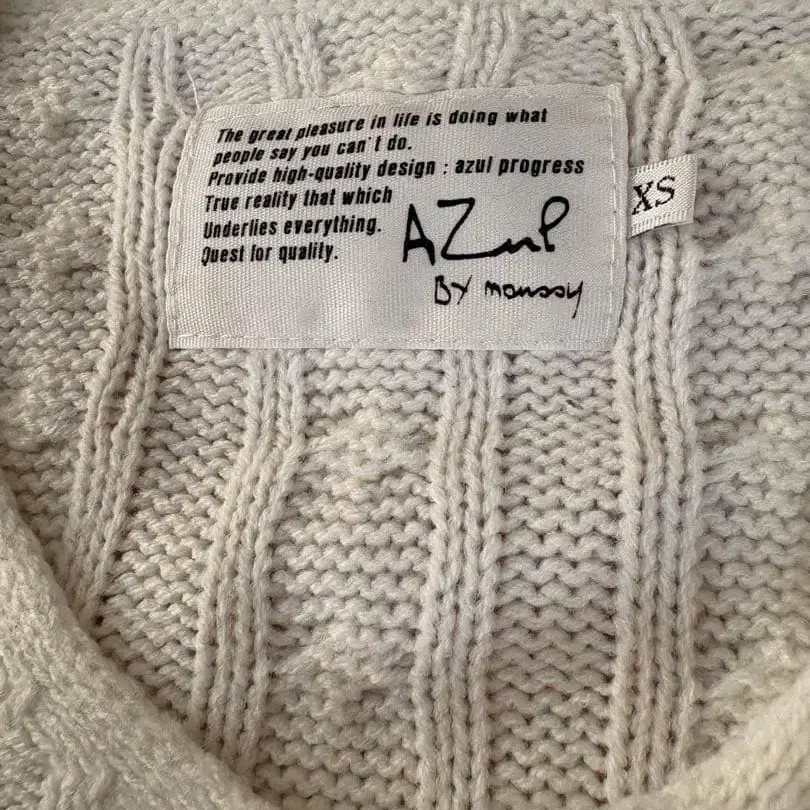 The great pleasure in life is doing what
people say you can't do.
Provide high-quality design : azul progress
True reality that which
Underlies everything.
Quest for quality.
AZUL
BY moussy
XS